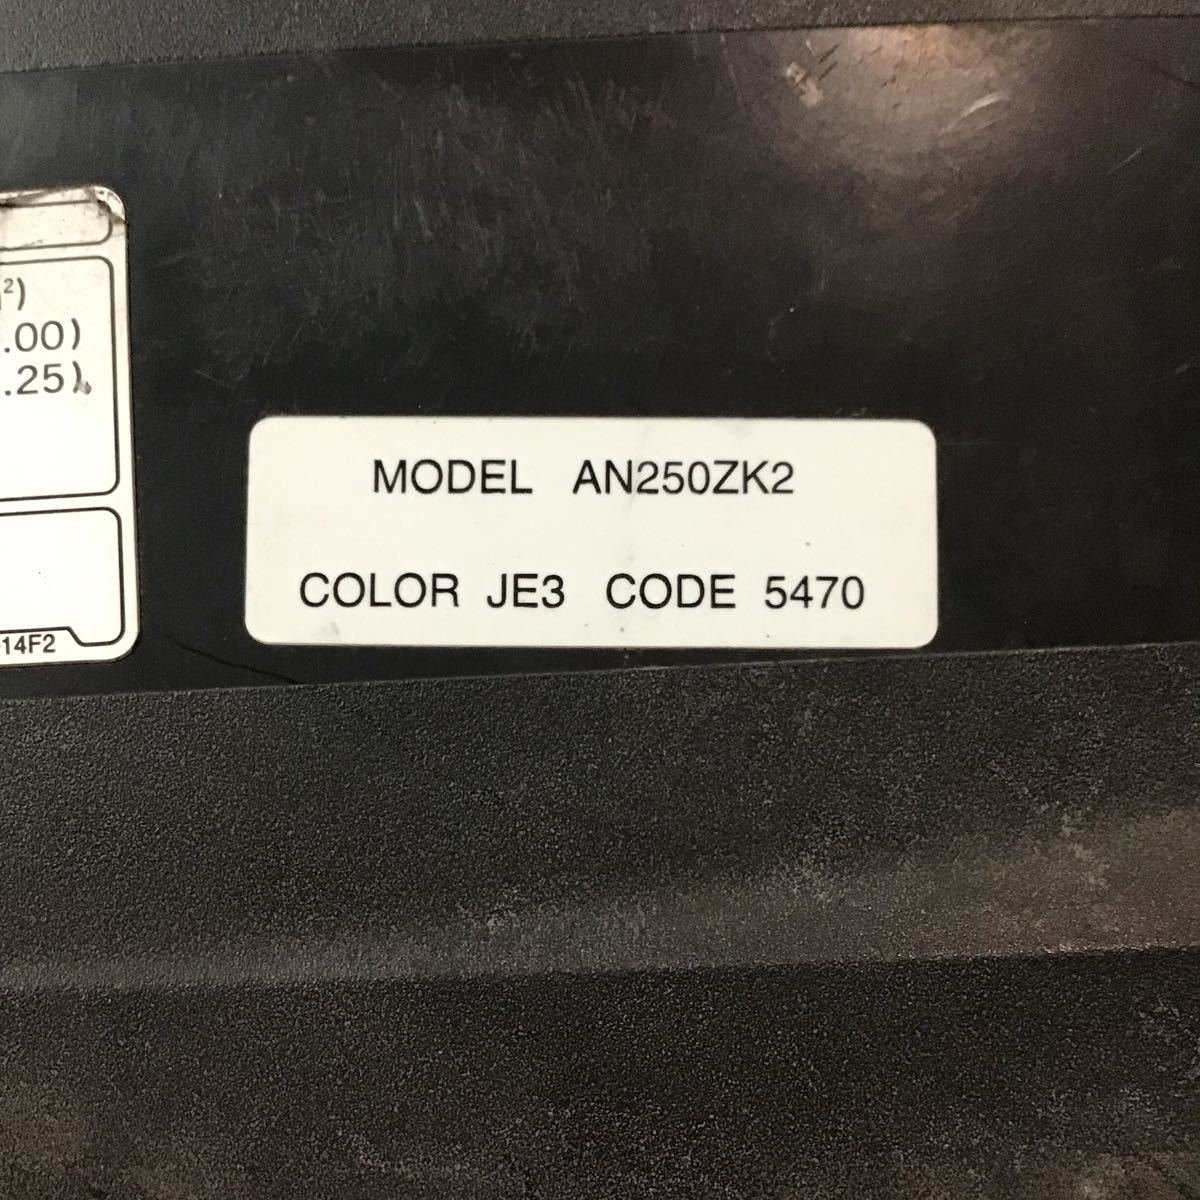 ²)
.00)
.25)
14F2
MODEL AN250ZK2
COLOR JE3 CODE 5470